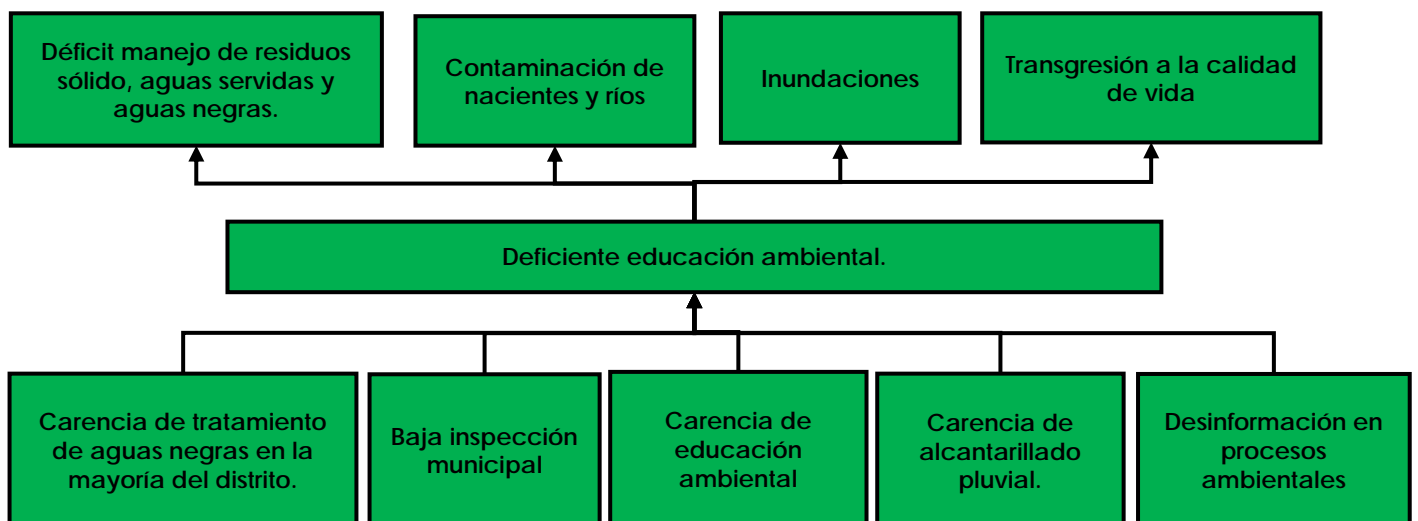 Déficit manejo de residuos
sólido, aguas servidas y
aguas negras.
Contaminación de
nacientes y ríos
Inundaciones
Transgresión a la calidad
de vida
Deficiente educación ambiental.
Carencia de tratamiento
de aguas negras en la
mayoría del distrito.
Baja inspección
municipal
Carencia de
educación
ambiental
Carencia de
alcantarillado
pluvial.
Desinformación en
procesos
ambientales